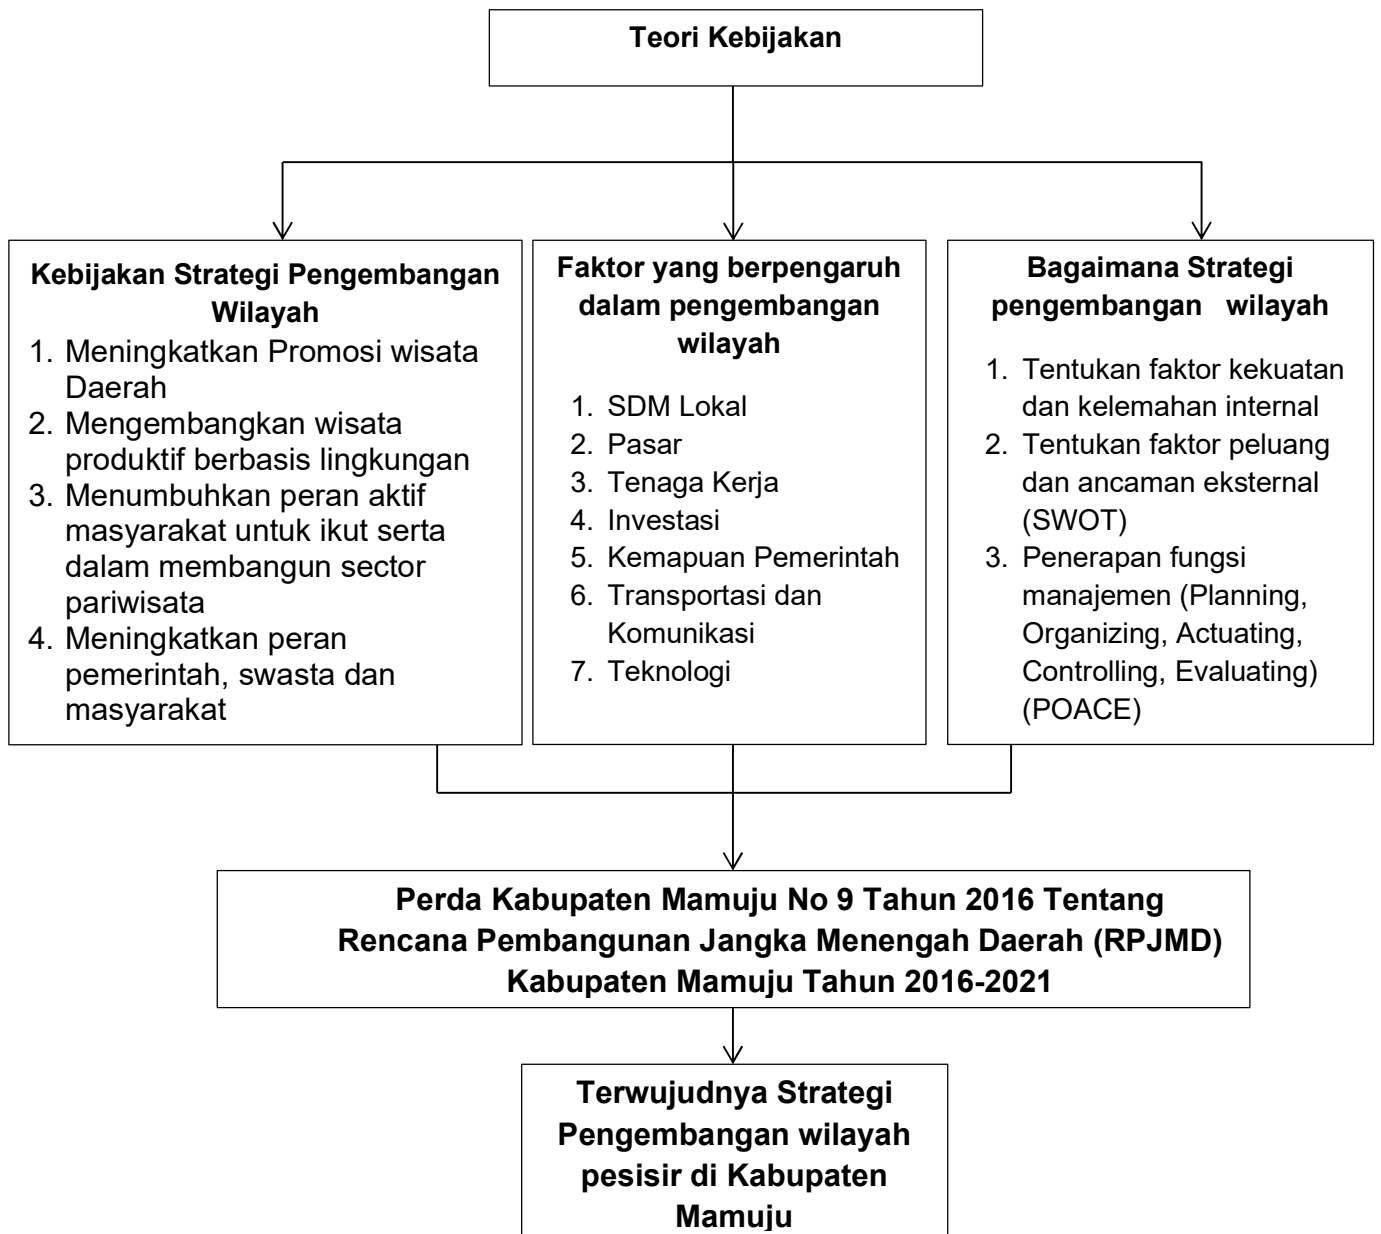 Teori Kebijakan
Kebijakan Strategi Pengembangan
Wilayah
1. Meningkatkan Promosi wisata
Daerah
2. Mengembangkan wisata
produktif berbasis lingkungan
3. Menumbuhkan peran aktif
masyarakat untuk ikut serta
dalam membangun sector
pariwisata
4. Meningkatkan peran
pemerintah, swasta dan
masyarakat
Faktor yang berpengaruh
dalam pengembangan
wilayah
1. SDM Lokal
2. Pasar
3. Tenaga Kerja
4. Investasi
5. Kemapuan Pemerintah
6. Transportasi dan
Komunikasi
7. Teknologi
Bagaimana Strategi
pengembangan wilayah
1. Tentukan faktor kekuatan
dan kelemahan internal
2. Tentukan faktor peluang
dan ancaman eksternal
(SWOT)
3. Penerapan fungsi
manajemen (Planning,
Organizing, Actuating,
Controlling, Evaluating)
(POACE)
Perda Kabupaten Mamuju No 9 Tahun 2016 Tentang
Rencana Pembangunan Jangka Menengah Daerah (RPJMD)
Kabupaten Mamuju Tahun 2016-2021
Terwujudnya Strategi
Pengembangan wilayah
pesisir di Kabupaten
Mamuju